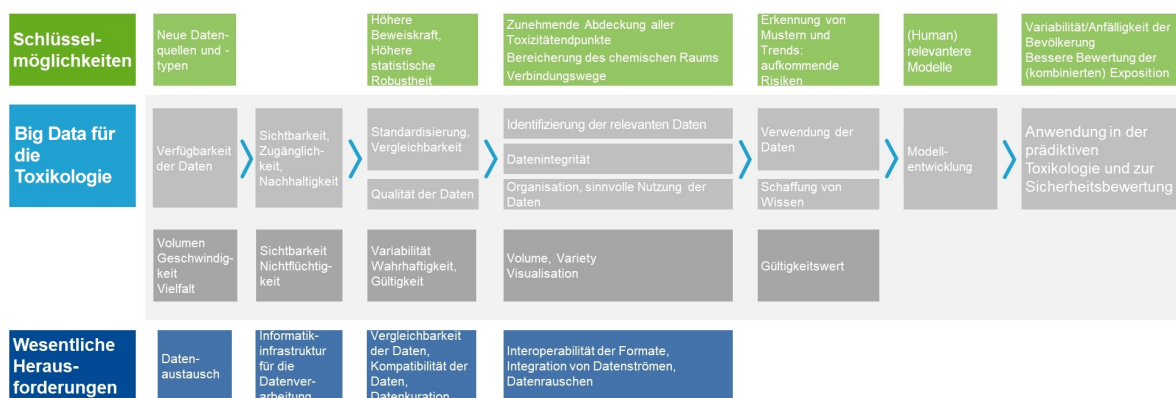 Schlüssel-
möglichkeiten
Neue Daten-
quellen und -
typen
Höhere
Beweiskraft,
Höhere
statistische
Robustheit
Zunehmende Abdeckung aller
Toxizitätendpunkte
Bereicherung des chemischen Raums
Verbindungswege
Erkennung von
Mustern und
Trends:
aufkommende
Risiken
(Human)
relevantere
Modelle
Variabilität/Anfälligkeit der
Bevölkerung
Bessere Bewertung der
(kombinierten) Exposition
Big Data für
die
Toxikologie
Verfügbarkeit
der Daten
Sichtbarkeit,
Zugänglich-
keit,
Nachhaltigkeit
Standardisierung,
Vergleichbarkeit
Qualität der Daten
Identifizierung der relevanten Daten
Datenintegrität
Organisation, sinnvolle Nutzung der
Daten
Verwendung der
Daten
Schaffung von
Wissen
Modell-
entwicklung
Anwendung in der
prädiktiven
Toxikologie und zur
Sicherheitsbewertung
Volumen
Geschwindig-
keit
Vielfalt
Sichtbarkeit
Nichtflüchtig-
keit
Variabilität
Wahrhaftigkeit,
Gültigkeit
Volume, Variety
Visualisation
Gültigkeitswert
Wesentliche
Heraus-
forderungen
Daten-
austausch
Informatik-
infrastruktur
für die
Datenver-
arbeitung
Vergleichbarkeit
der Daten,
Kompatibilität der
Daten,
Datenkuration
Interoperabilität der Formate,
Integration von Datenströmen,
Datenrauschen